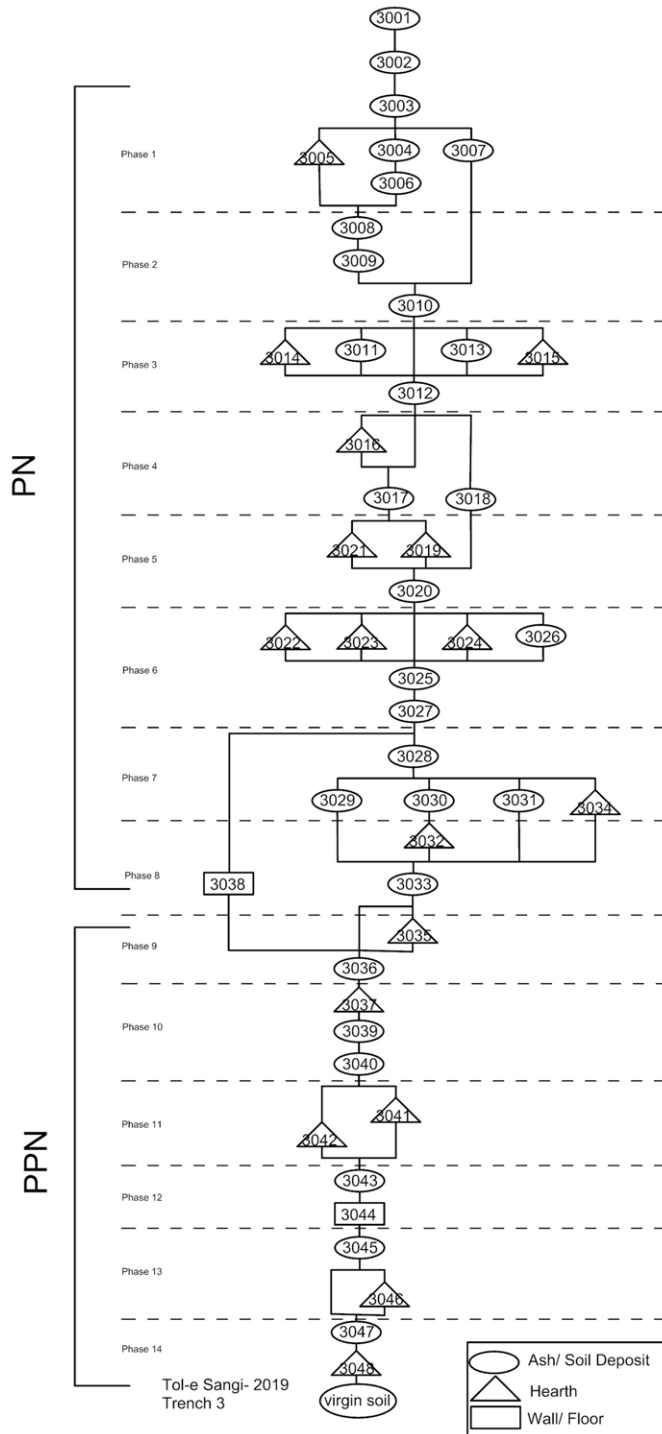 3001
3002
3003
Phase 1
3005
3004
3007
3006
3008
Phase 2
3009
3010
Phase 3
3014
3011
3013
3015
3012
PN
Phase 4
3016
3017
3018
Phase 5
3021
3019
3020
Phase 6
3022
3023
3024
3026
3025
3027
Phase 7
3028
3029
3030
3031
3034
3032
Phase 8
3038
3033
Phase 9
3035
3036
Phase 10
3037
3039
3040
PPN
Phase 11
3042
3041
Phase 12
3043
3044
Phase 13
3045
3046
Phase 14
3047
3048
virgin soil
Tol-e Sangi- 2019
Trench 3
Ash/ Soil Deposit
Hearth
Wall/ Floor